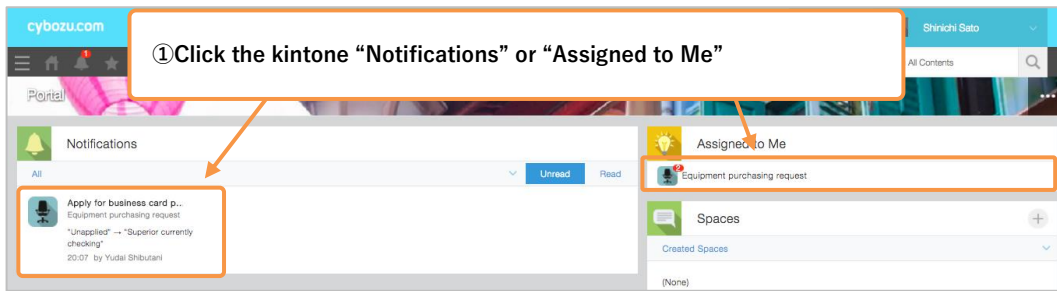 cybozu.com
①Click the kintone “Notifications” or “Assigned to Me”
Shinichi Sato
1
All Contents
Portal
Notifications
All
Unread
Read
Apply for business card p...
Equipment purchasing request
"Unapplied" → "Superior currently
checking"
20:07 by Yudai Shibutani
Assigned to Me
2
Equipment purchasing request
Spaces
Created Spaces
(None)